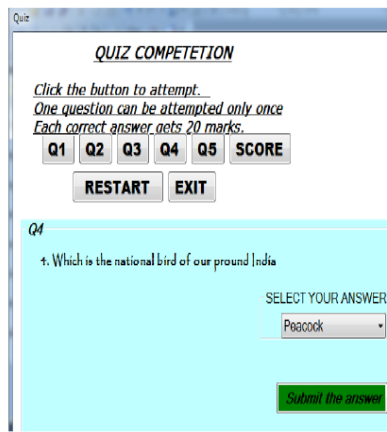 Quiz
QUIZ COMPETETION
Click the button to attempt.
One question can be attempted only once
Each correct answer gets 20 marks.
Q1 Q2 Q3 Q4 Q5 SCORE
RESTART EXIT
Q4
4. Which is the national bird of our pround India
SELECT YOUR ANSWER
Peacock
Submit the answer